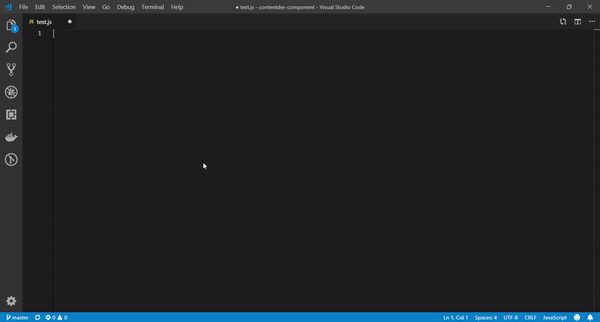 File Edit Selection View Go Debug Terminal Help
● test.js - contentder-component - Visual Studio Code
JS test.js
1
master 0 0 Ln 1, Col 1 Spaces: 4 UTF-8 CRLF JavaScript